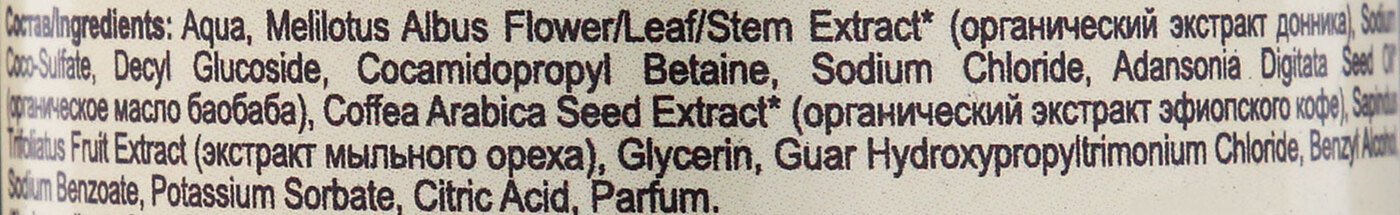 Состав/Ingredients: Aqua, Melilotus Albus Flower/Leaf/Stem Extract* (органический экстракт донника), Sodium
Coco-Sulfate, Decyl Glucoside, Cocamidopropyl Betaine, Sodium Chloride, Adansonia Digitata Seed Oil*
(органическое масло баобаба), Coffea Arabica Seed Extract* (органический экстракт эфиопского кофе), Sapindus
Trifoliatus Fruit Extract (экстракт мыльного ореха), Glycerin, Guar Hydroxypropyltrimonium Chloride, Benzyl Alcohol,
Sodium Benzoate, Potassium Sorbate, Citric Acid, Parfum.